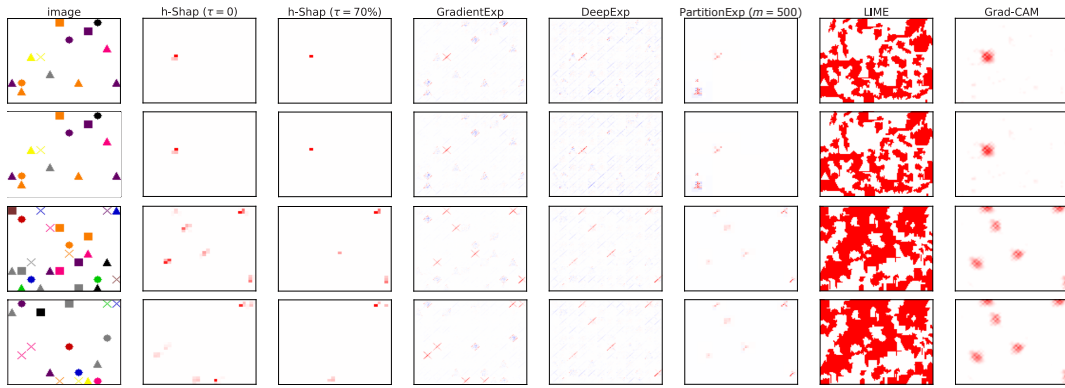 image h-Shap (τ = 0) h-Shap (τ = 70%) GradientExp DeepExp PartitionExp (m = 500) LIME Grad-CAM